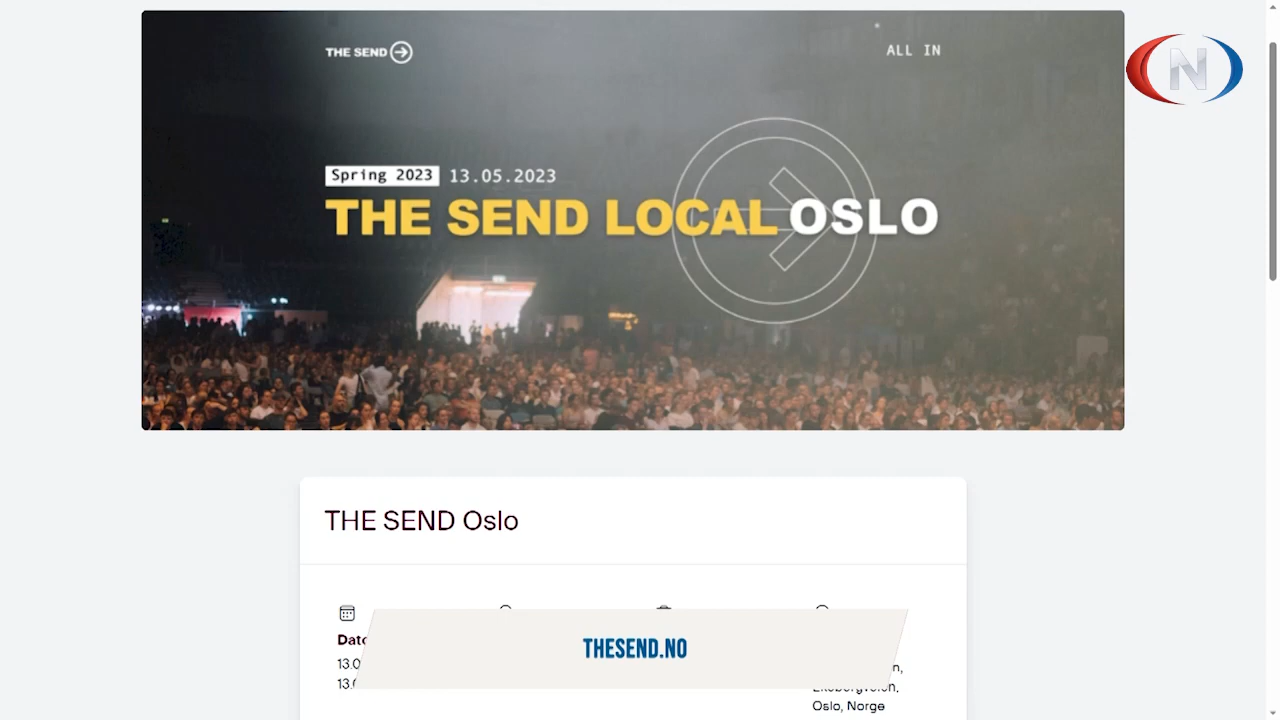 THE SEND
ALL IN
N
Spring 2023 13.05.2023
THE SEND LOCAL OSLO
THE SEND Oslo
THESEND.NO
Oslo, Norge